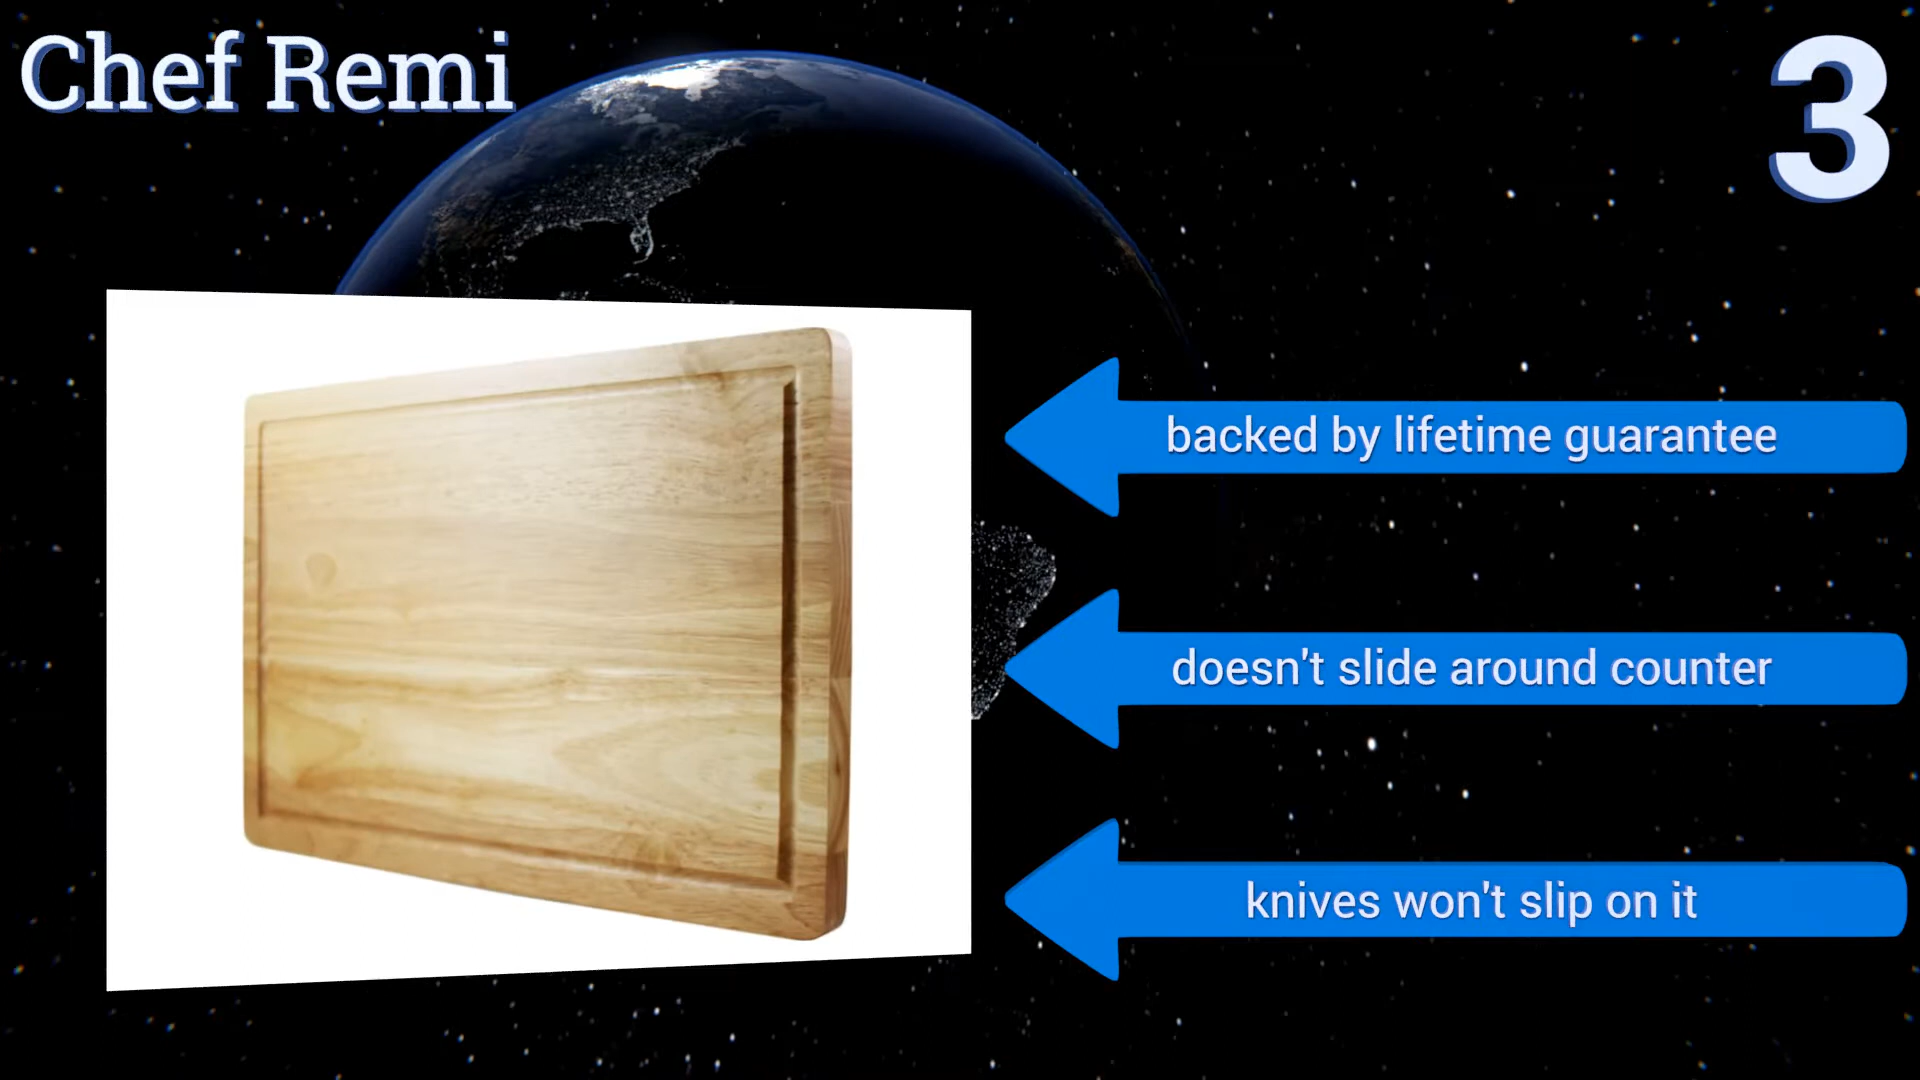 Chef Remi
3
backed by lifetime guarantee
doesn't slide around counter
knives won't slip on it